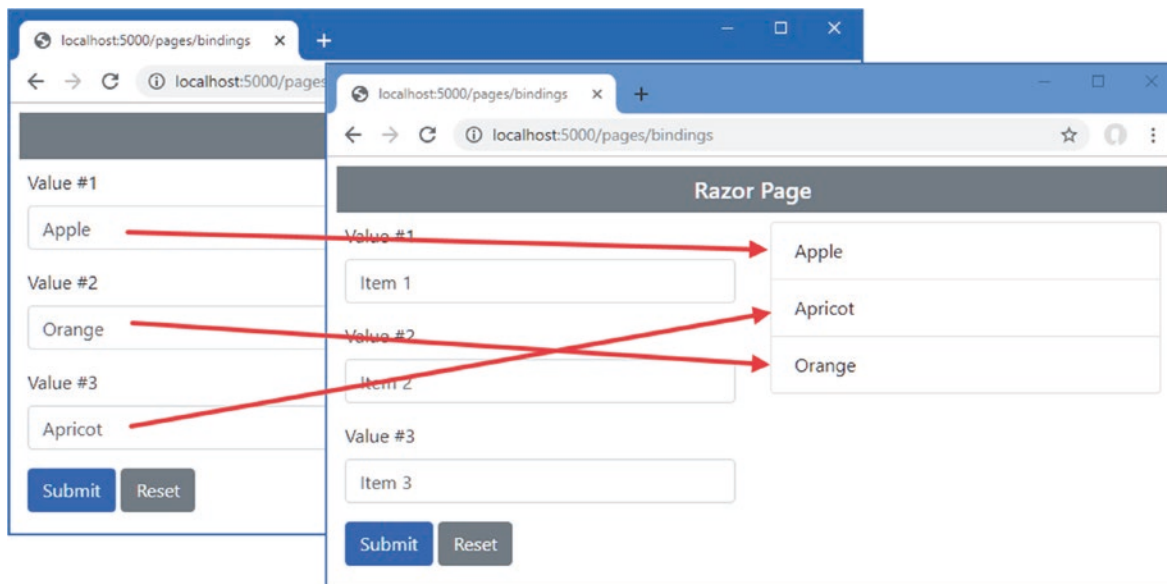 localhost:5000/pages/bindings
localhost:5000/pages
Value #1
Apple
Value #2
Orange
Value #3
Apricot
Submit Reset
localhost:5000/pages/bindings
localhost:5000/pages/bindings
Razor Page
Value #1
Item 1
Value #2
Item 2
Value #3
Item 3
Submit Reset
Apple
Apricot
Orange